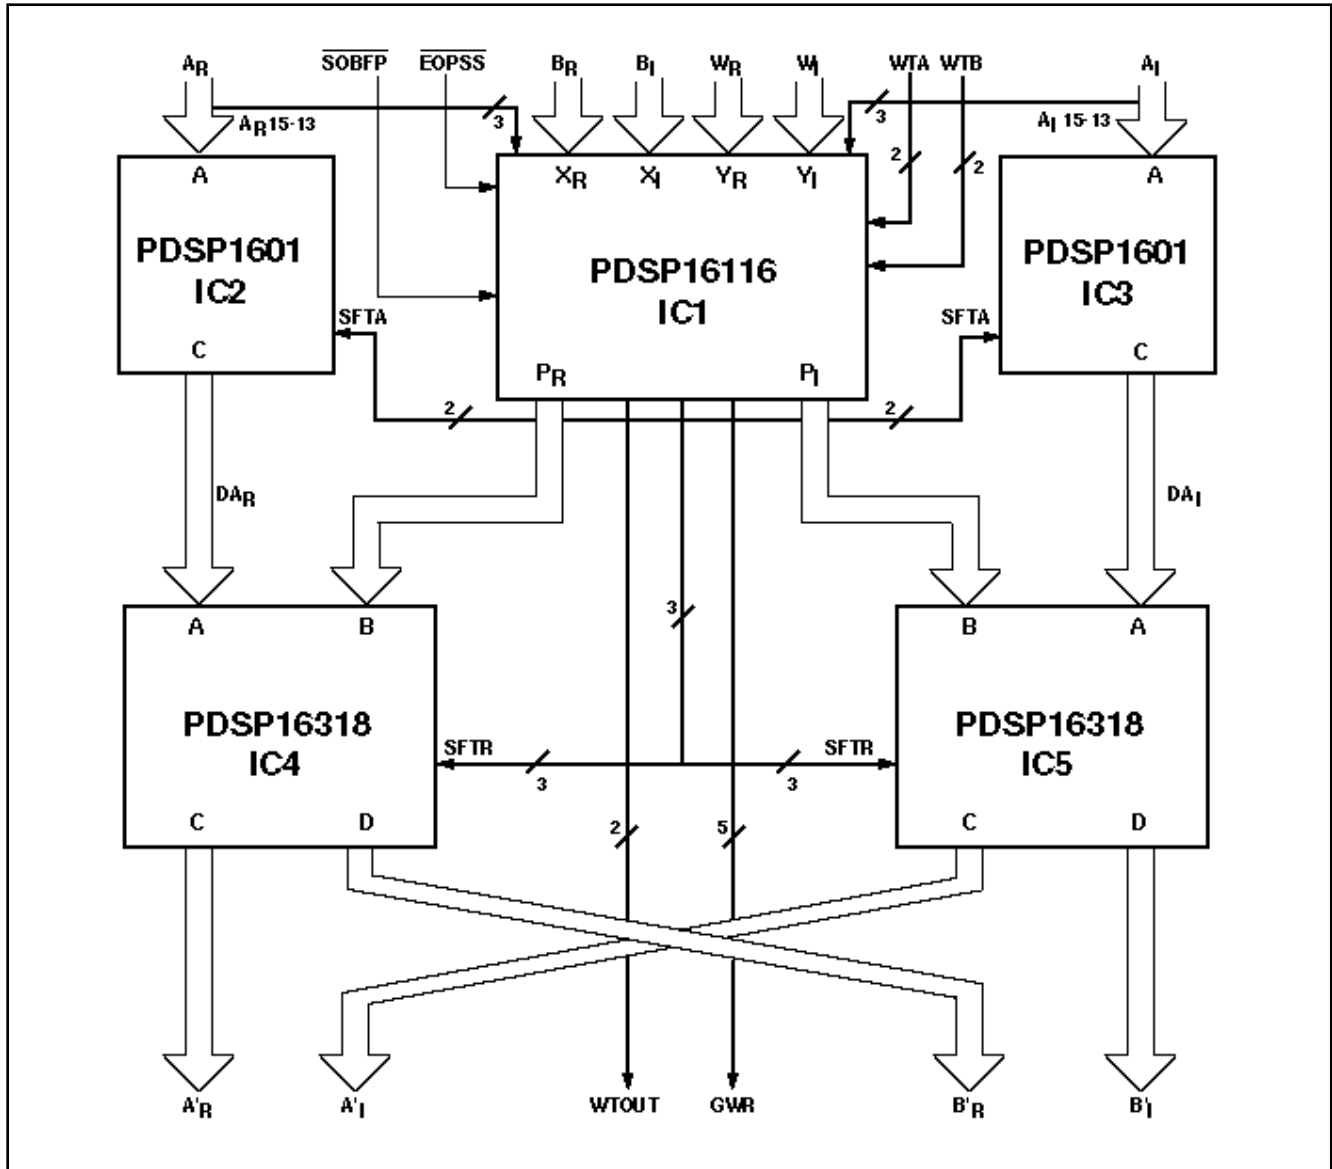 AR SOBFP EOPSS BR BI WR WI WTA WTB AI
AR15-13 3 3 AI 15-13
2 2
A XR XI YR YI A
PDSP1601
IC2
PDSP16116
IC1
PDSP1601
IC3
SFTA SFTA
C PR PI C
2 2
DAR DAI
3
A B B A
PDSP16318
IC4
PDSP16318
IC5
SFTR SFTR
3 3
C D 2 5 C D
A'R A'I WTOUT GWR B'R B'I